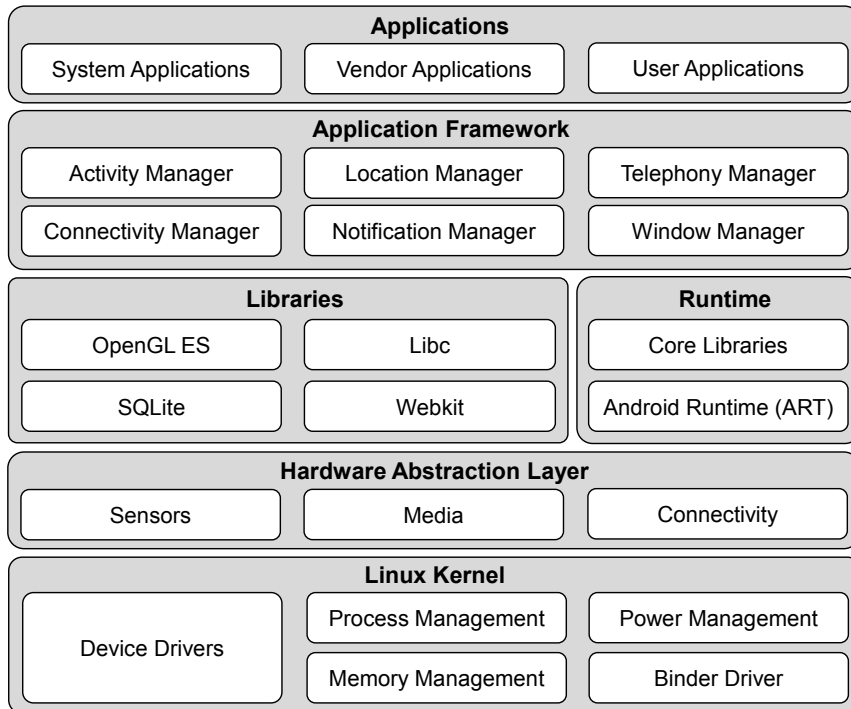 Applications
System Applications
Vendor Applications
User Applications
Application Framework
Activity Manager
Location Manager
Telephony Manager
Connectivity Manager
Notification Manager
Window Manager
Libraries
OpenGL ES
Libc
SQLite
Webkit
Runtime
Core Libraries
Android Runtime (ART)
Hardware Abstraction Layer
Sensors
Media
Connectivity
Linux Kernel
Device Drivers
Process Management
Power Management
Memory Management
Binder Driver